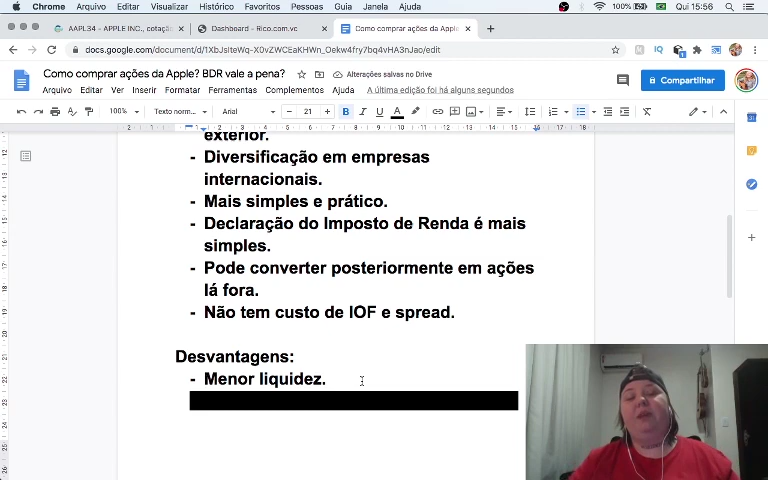 Chrome Arquivo Editar Visualizar Histórico Favoritos Pessoas Guia Janela Ajuda 100% Qui 15:56
AAPL34 - APPLE INC., cotação Dashboard - Rico.com.vc Como comprar ações da Apple
docs.google.com/document/d/1XbJslteWq-X0vZWCEaKHWn_Oekw4fry7bq4vHA3nJao/edit
Como comprar ações da Apple? BDR vale a pena? Alterações salvas no Drive
Arquivo Editar Ver Inserir Formatar Ferramentas Complementos Ajuda A última edição foi há alguns segundos
Compartilhar
100% Texto norm... Arial 21
exterior.
- Diversificação em empresas
internacionais.
- Mais simples e prático.
- Declaração do Imposto de Renda é mais
simples.
- Pode converter posteriormente em ações
lá fora.
- Não tem custo de IOF e spread.
Desvantagens:
- Menor liquidez.